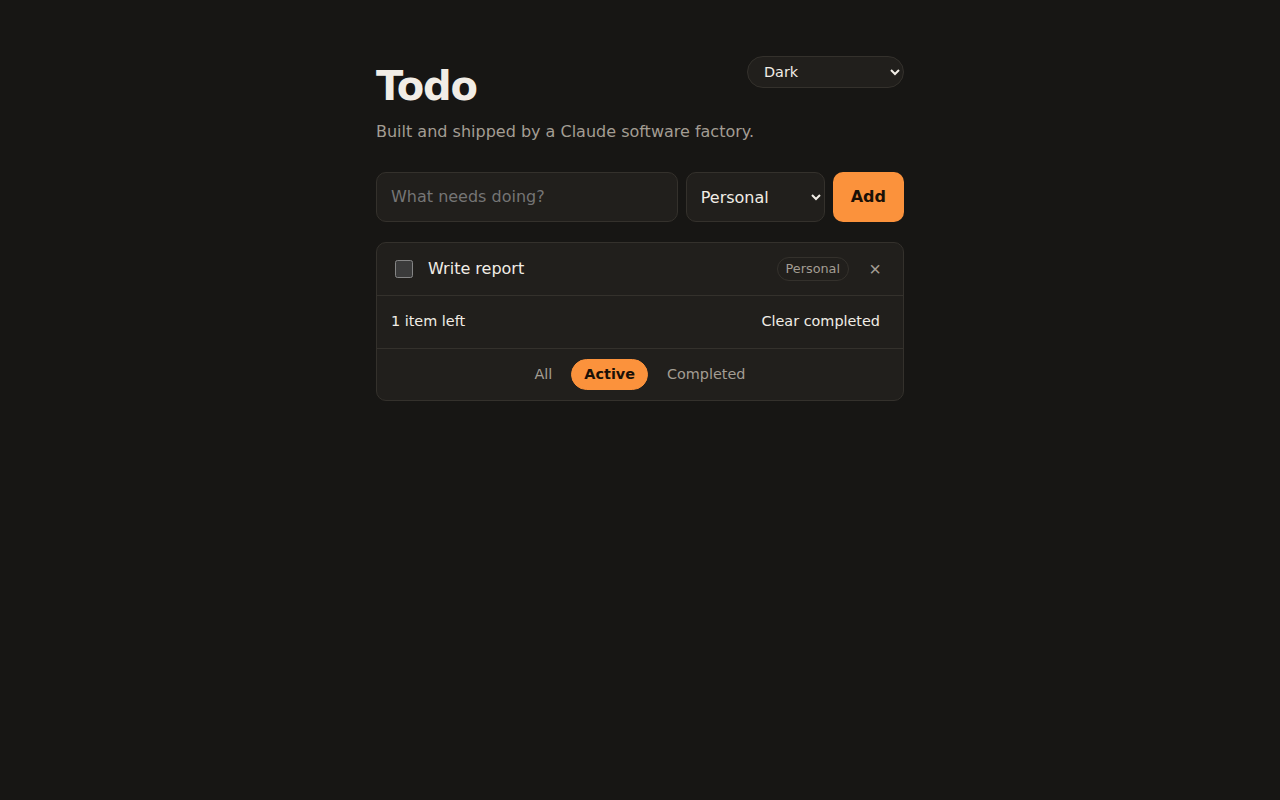 Todo
Dark
Built and shipped by a Claude software factory.
What needs doing?
Personal
Add
Write report
Personal
×
1 item left
Clear completed
All
Active
Completed